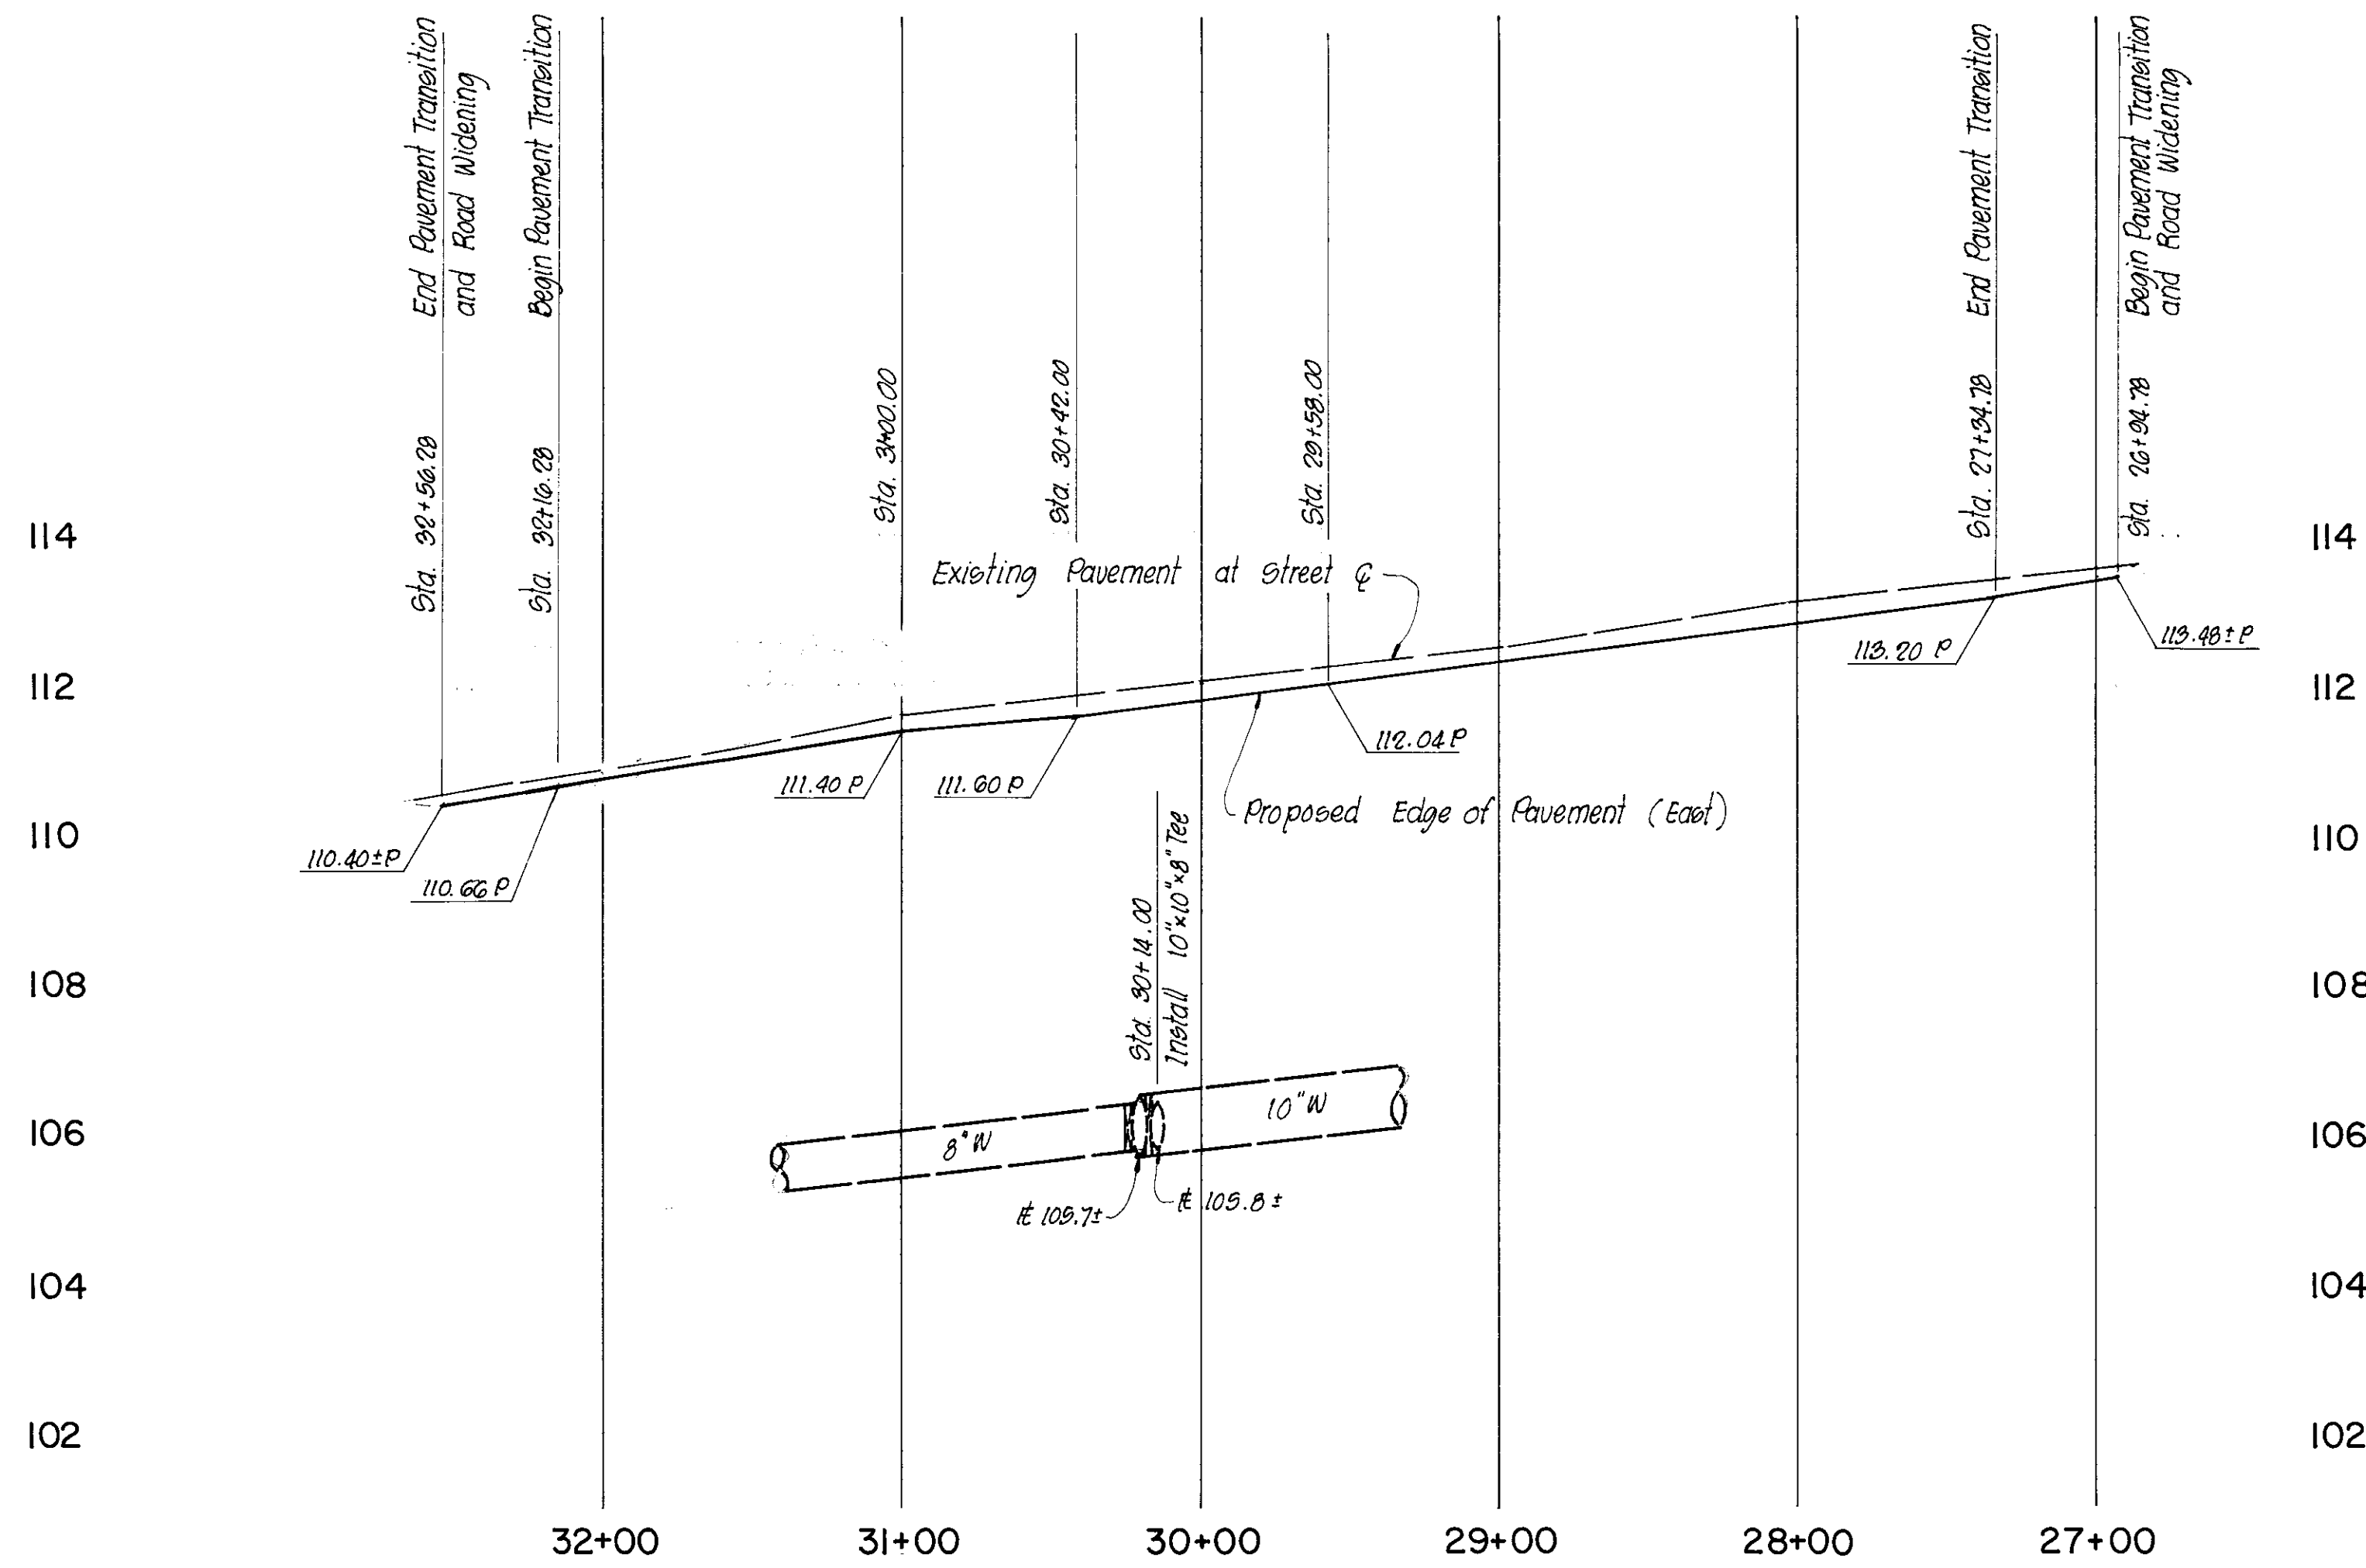 End Pavement Transition
and Road Widening
Sta. 32+56.28
Begin Pavement Transition
Sta. 32+16.28
Sta. 31+00.00
Sta. 30+42.00
Sta. 29+58.00
End Pavement Transition
Sta. 27+34.78
Begin Pavement Transition
and Road Widening
Sta. 26+94.78
114
114
Existing Pavement at Street ℄
113.20 P
113.48± P
112
112
112.04 P
111.40 P
111.60 P
Proposed Edge of Pavement (East)
110
110
110.40± P
110.66 P
Sta. 30+14.00
Install 10"x10"x8" Tee
108
108
106
106
8" W
10" W
105.7±
105.8±
104
104
102
102
32+00
31+00
30+00
29+00
28+00
27+00